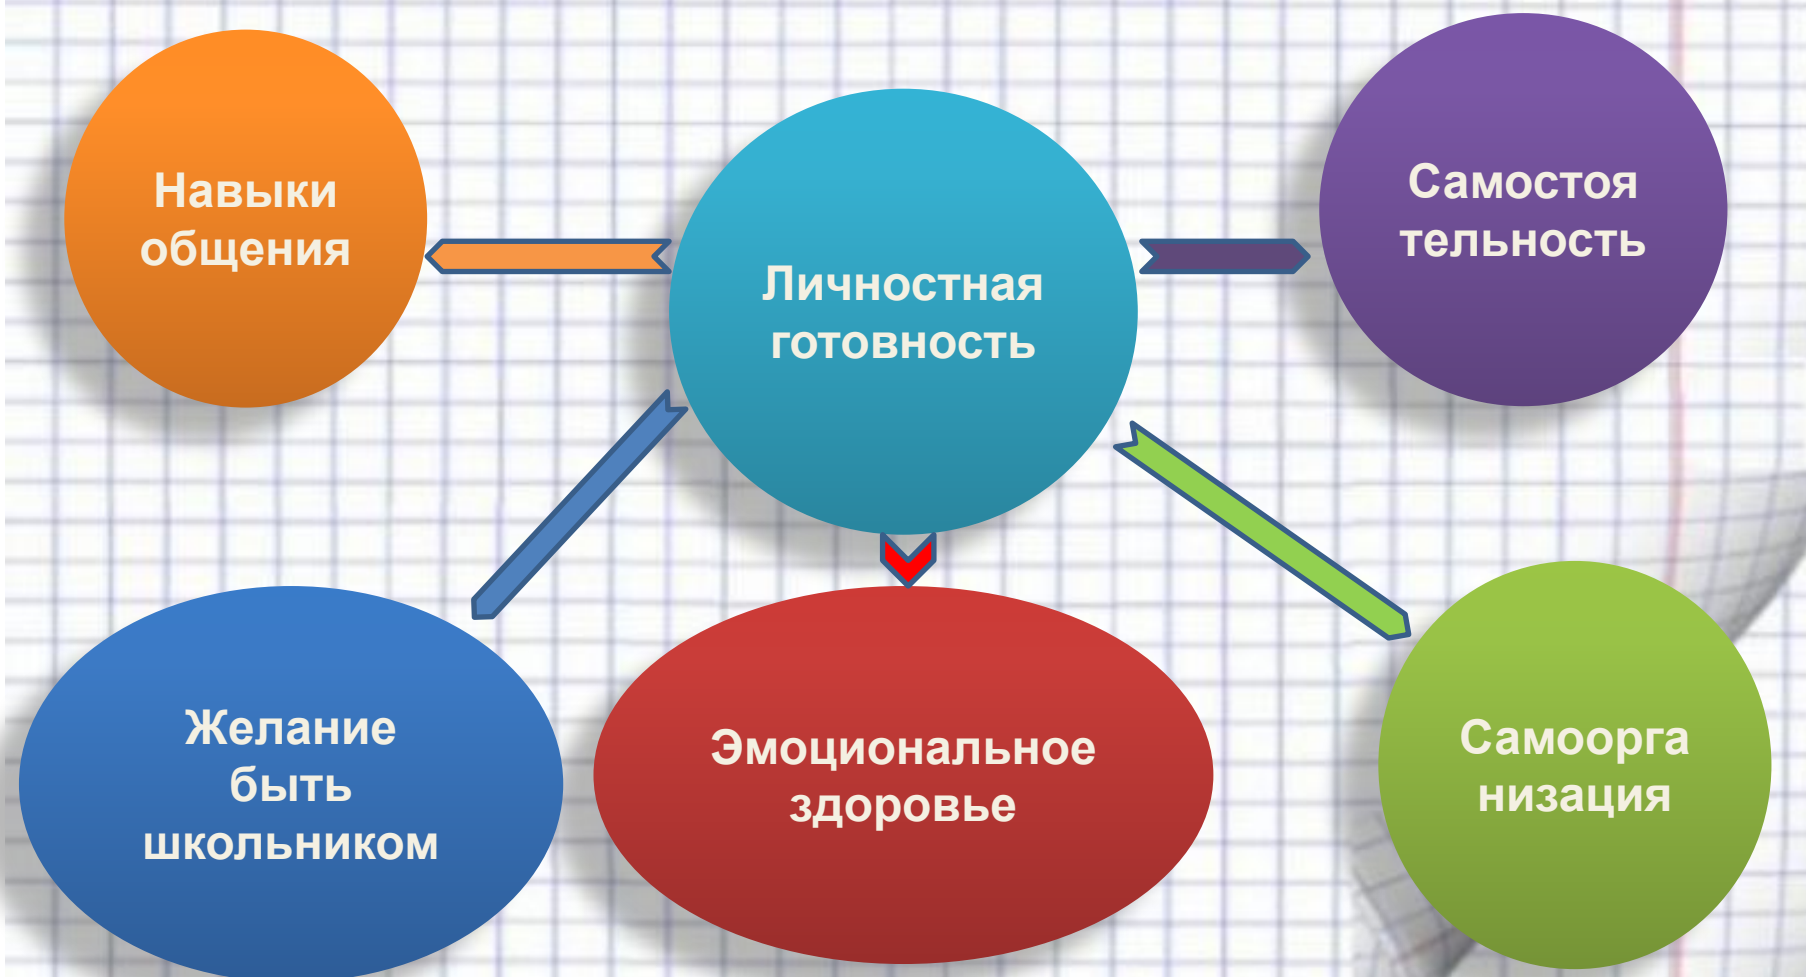 Навыки
общения
Личностная
готовность
Самостоя
тельность
Желание
быть
школьником
Эмоциональное
здоровье
Самоорга
низация